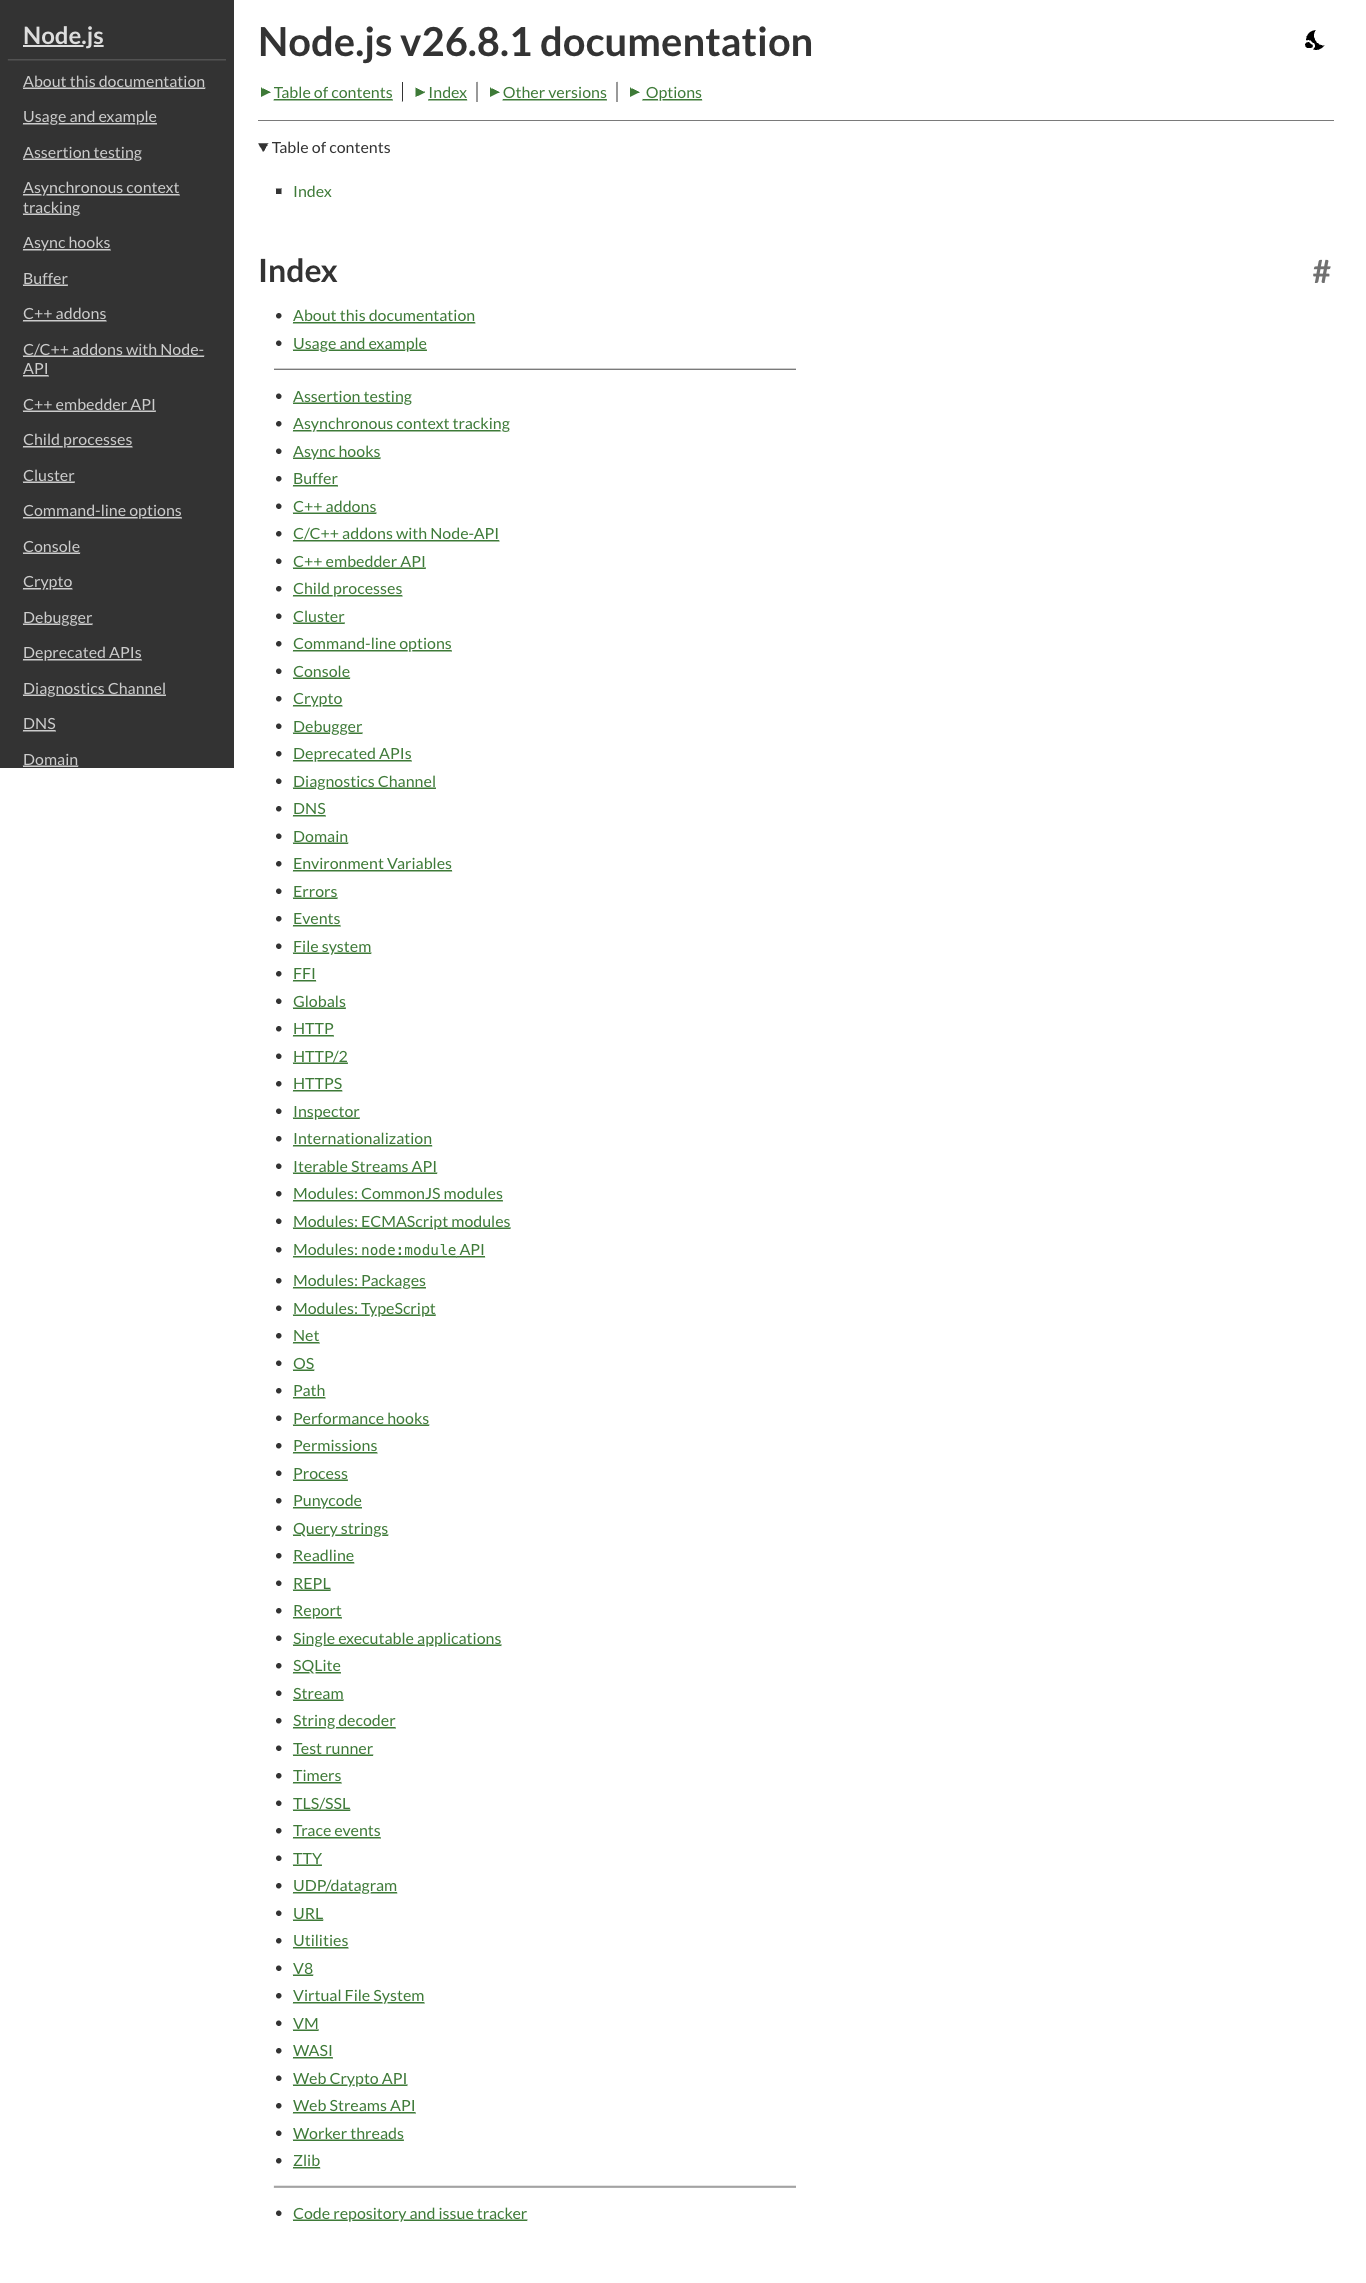 Node.js
About this documentation
Usage and example
Assertion testing
Asynchronous context
tracking
Async hooks
Buffer
C++ addons
C/C++ addons with Node-
API
C++ embedder API
Child processes
Cluster
Command-line options
Console
Crypto
Debugger
Deprecated APIs
Diagnostics Channel
DNS
Domain
Node.js v26.8.1 documentation
Table of contents
Index
Other versions
Options
Table of contents
Index
Index #
About this documentation
Usage and example
Assertion testing
Asynchronous context tracking
Async hooks
Buffer
C++ addons
C/C++ addons with Node-API
C++ embedder API
Child processes
Cluster
Command-line options
Console
Crypto
Debugger
Deprecated APIs
Diagnostics Channel
DNS
Domain
Environment Variables
Errors
Events
File system
FFI
Globals
HTTP
HTTP/2
HTTPS
Inspector
Internationalization
Iterable Streams API
Modules: CommonJS modules
Modules: ECMAScript modules
Modules: node:module API
Modules: Packages
Modules: TypeScript
Net
OS
Path
Performance hooks
Permissions
Process
Punycode
Query strings
Readline
REPL
Report
Single executable applications
SQLite
Stream
String decoder
Test runner
Timers
TLS/SSL
Trace events
TTY
UDP/datagram
URL
Utilities
V8
Virtual File System
VM
WASI
Web Crypto API
Web Streams API
Worker threads
Zlib
Code repository and issue tracker